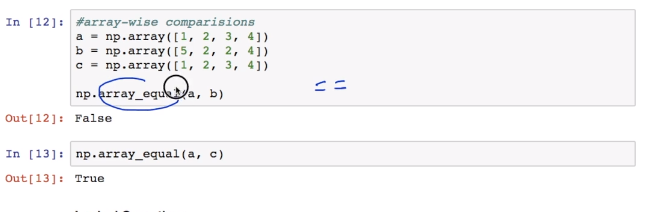 In [12]: #array-wise comparisions
a = np.array([1, 2, 3, 4])
b = np.array([5, 2, 2, 4])
c = np.array([1, 2, 3, 4])
np.array_equal(a, b)
==
Out[12]: False
In [13]: np.array_equal(a, c)
Out[13]: True